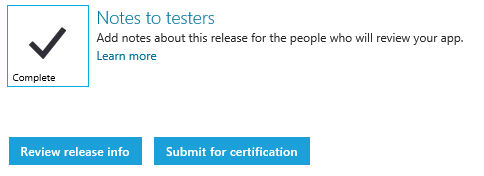 Notes to testers
Add notes about this release for the people who will review your app.
Learn more
Complete
Review release info
Submit for certification